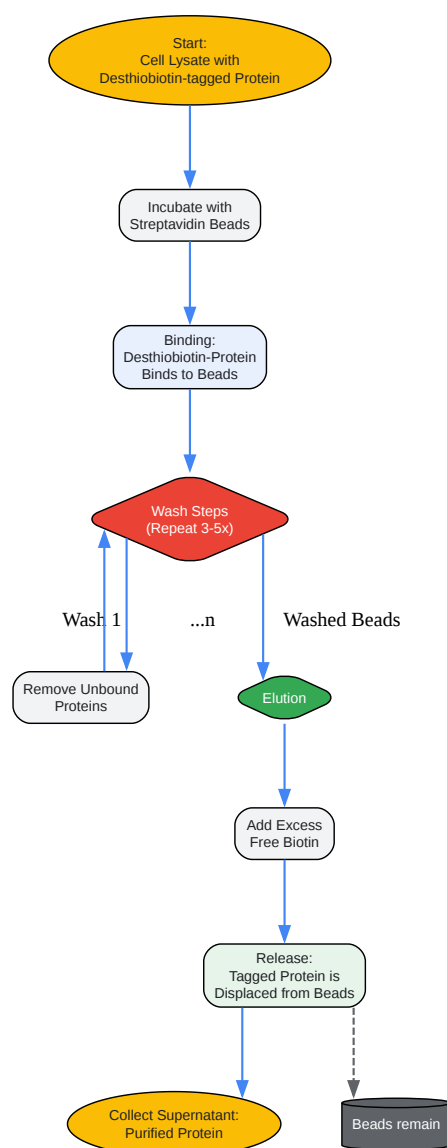 Start:
Cell Lysate with
Desthiobiotin-tagged Protein
Incubate with
Streptavidin Beads
Binding:
Desthiobiotin-Protein
Binds to Beads
Wash Steps
(Repeat 3-5x)
Wash 1
...n
Washed Beads
Remove Unbound
Proteins
Elution
Add Excess
Free Biotin
Release:
Tagged Protein is
Displaced from Beads
Collect Supernatant:
Purified Protein
Beads remain